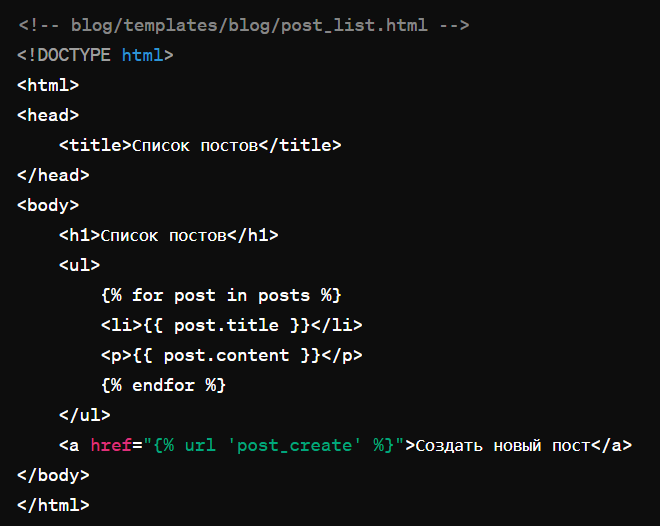 <!-- blog/templates/blog/post_list.html -->
<!DOCTYPE html>
<html>
<head>
    <title>Список постов</title>
</head>
<body>
    <h1>Список постов</h1>
    <ul>
        {% for post in posts %}
        <li>{{ post.title }}</li>
        <p>{{ post.content }}</p>
        {% endfor %}
    </ul>
    <a href="{% url 'post_create' %}">Создать новый пост</a>
</body>
</html>